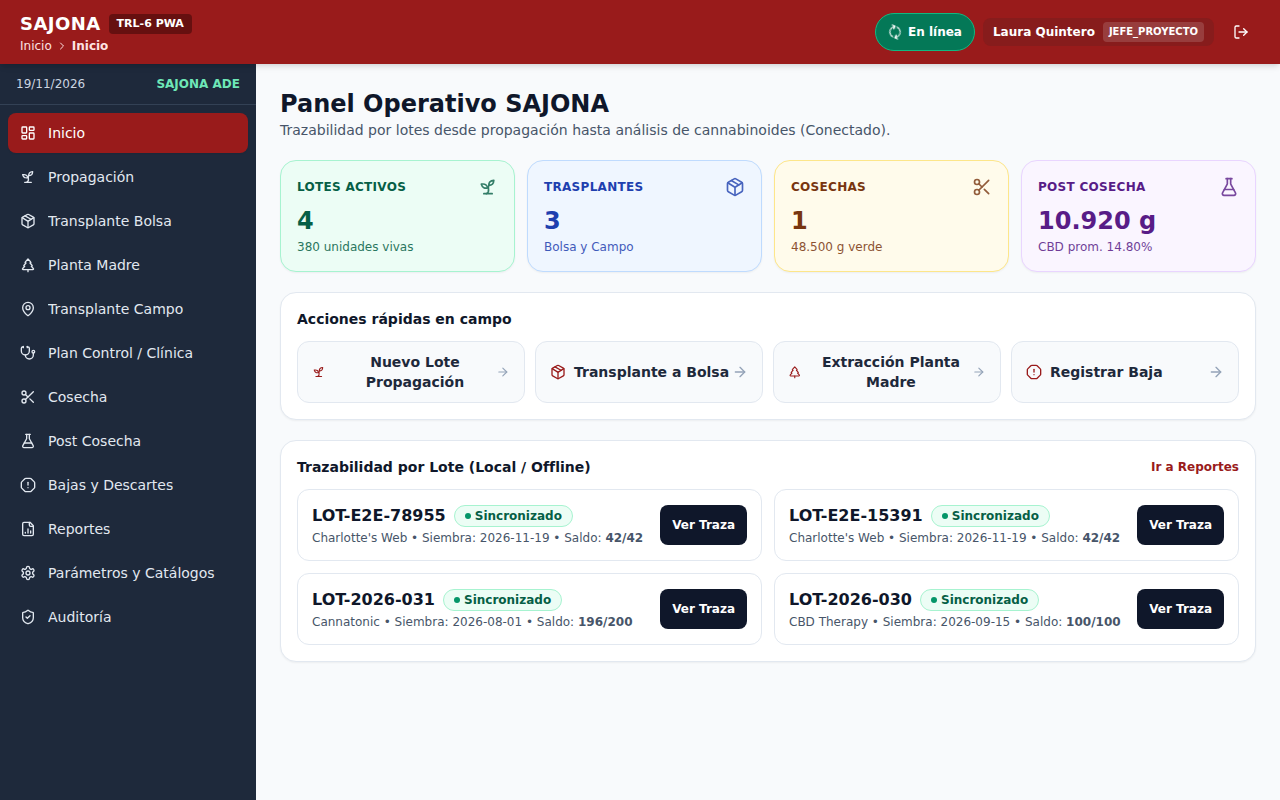 SAJONA TRL-6 PWA
Inicio > Inicio
En línea
Laura Quintero JEFE_PROYECTO
19/11/2026 SAJONA ADE
Inicio
Propagación
Transplante Bolsa
Planta Madre
Transplante Campo
Plan Control / Clínica
Cosecha
Post Cosecha
Bajas y Descartes
Reportes
Parámetros y Catálogos
Auditoría
Panel Operativo SAJONA
Trazabilidad por lotes desde propagación hasta análisis de cannabinoides (Conectado).
LOTES ACTIVOS
4
380 unidades vivas
TRASPLANTES
3
Bolsa y Campo
COSECHAS
1
48.500 g verde
POST COSECHA
10.920 g
CBD prom. 14.80%
Acciones rápidas en campo
Nuevo Lote
Propagación
Transplante a Bolsa
Extracción Planta
Madre
Registrar Baja
Trazabilidad por Lote (Local / Offline)
Ir a Reportes
LOT-E2E-78955 Sincronizado
Charlotte's Web • Siembra: 2026-11-19 • Saldo: 42/42
Ver Traza
LOT-E2E-15391 Sincronizado
Charlotte's Web • Siembra: 2026-11-19 • Saldo: 42/42
Ver Traza
LOT-2026-031 Sincronizado
Cannatonic • Siembra: 2026-08-01 • Saldo: 196/200
Ver Traza
LOT-2026-030 Sincronizado
CBD Therapy • Siembra: 2026-09-15 • Saldo: 100/100
Ver Traza